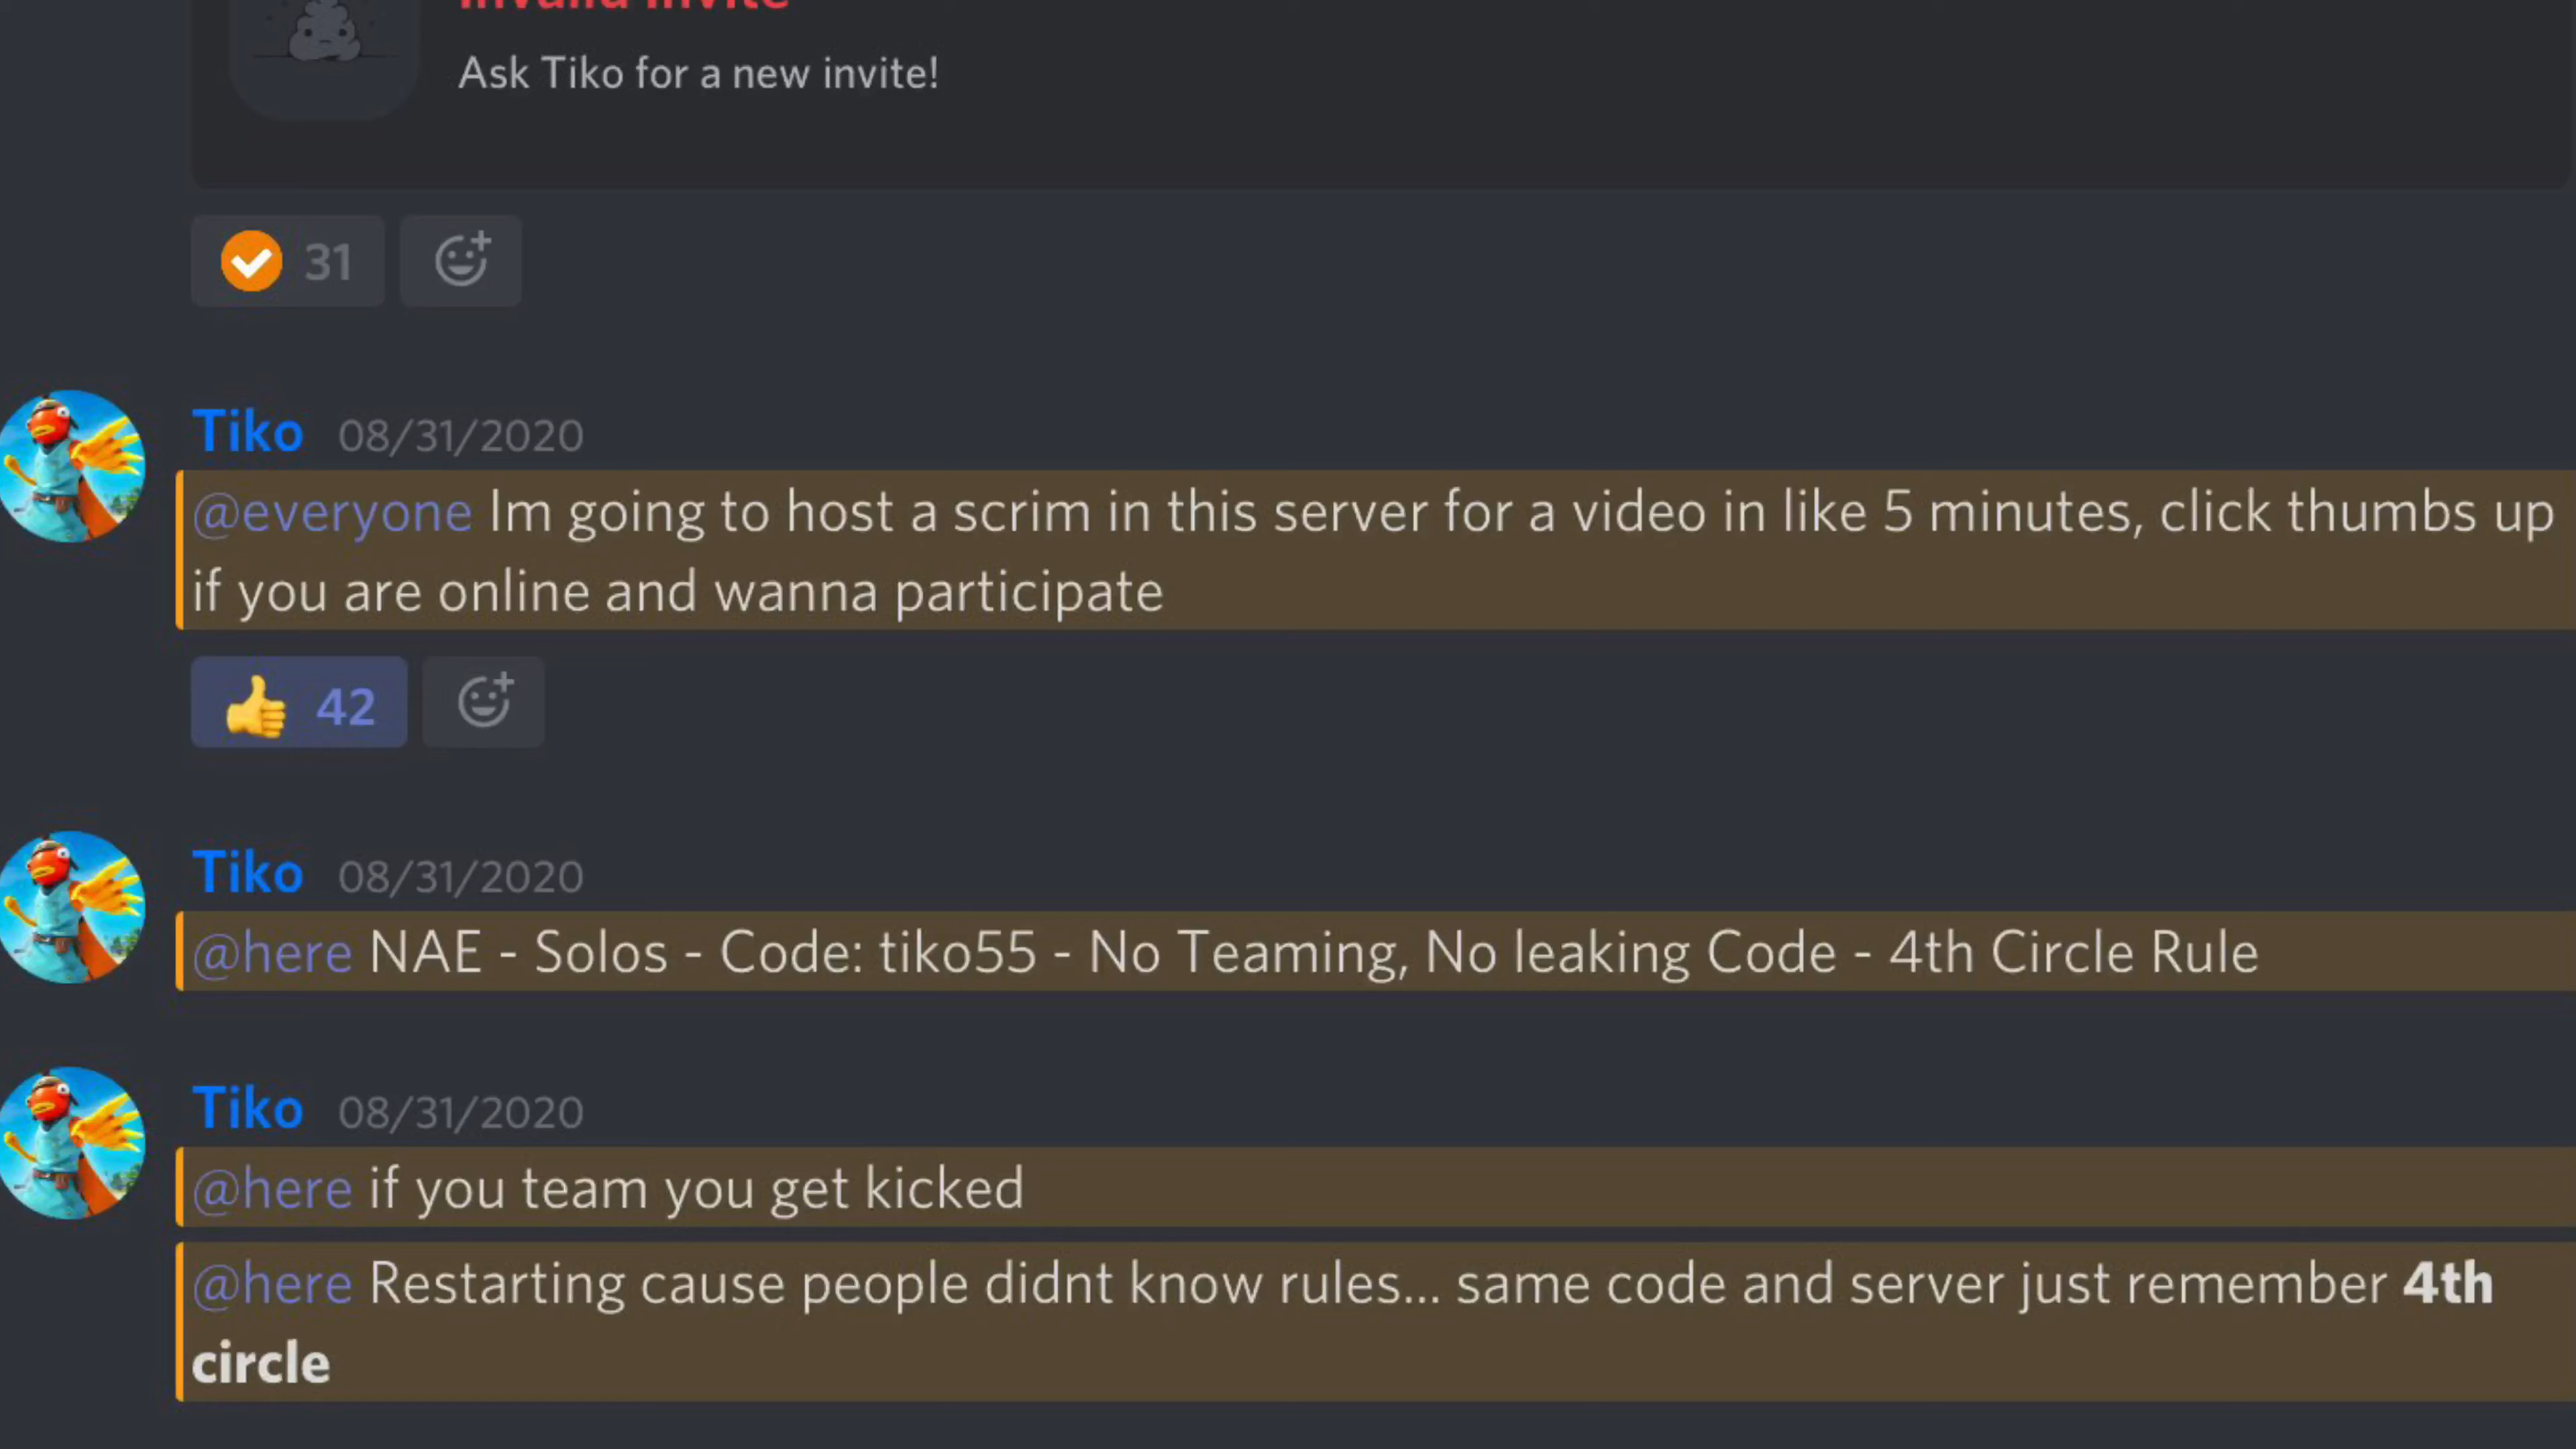 Invalid Invite
Ask Tiko for a new invite!
31
Tiko 08/31/2020
@everyone Im going to host a scrim in this server for a video in like 5 minutes, click thumbs up
if you are online and wanna participate
42
Tiko 08/31/2020
@here NAE - Solos - Code: tiko55 - No Teaming, No leaking Code - 4th Circle Rule
Tiko 08/31/2020
@here if you team you get kicked
@here Restarting cause people didnt know rules... same code and server just remember 4th
circle